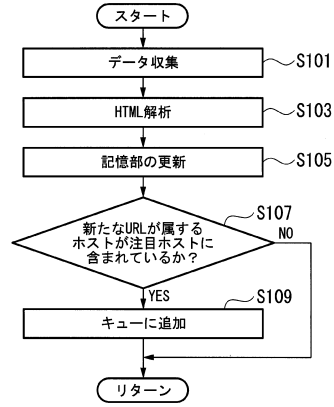 スタート
データ収集
S101
HTML解析
S103
記憶部の更新
S105
新たなURLが属する
ホストが注目ホストに
含まれているか?
S107
NO
YES
キューに追加
S109
リターン